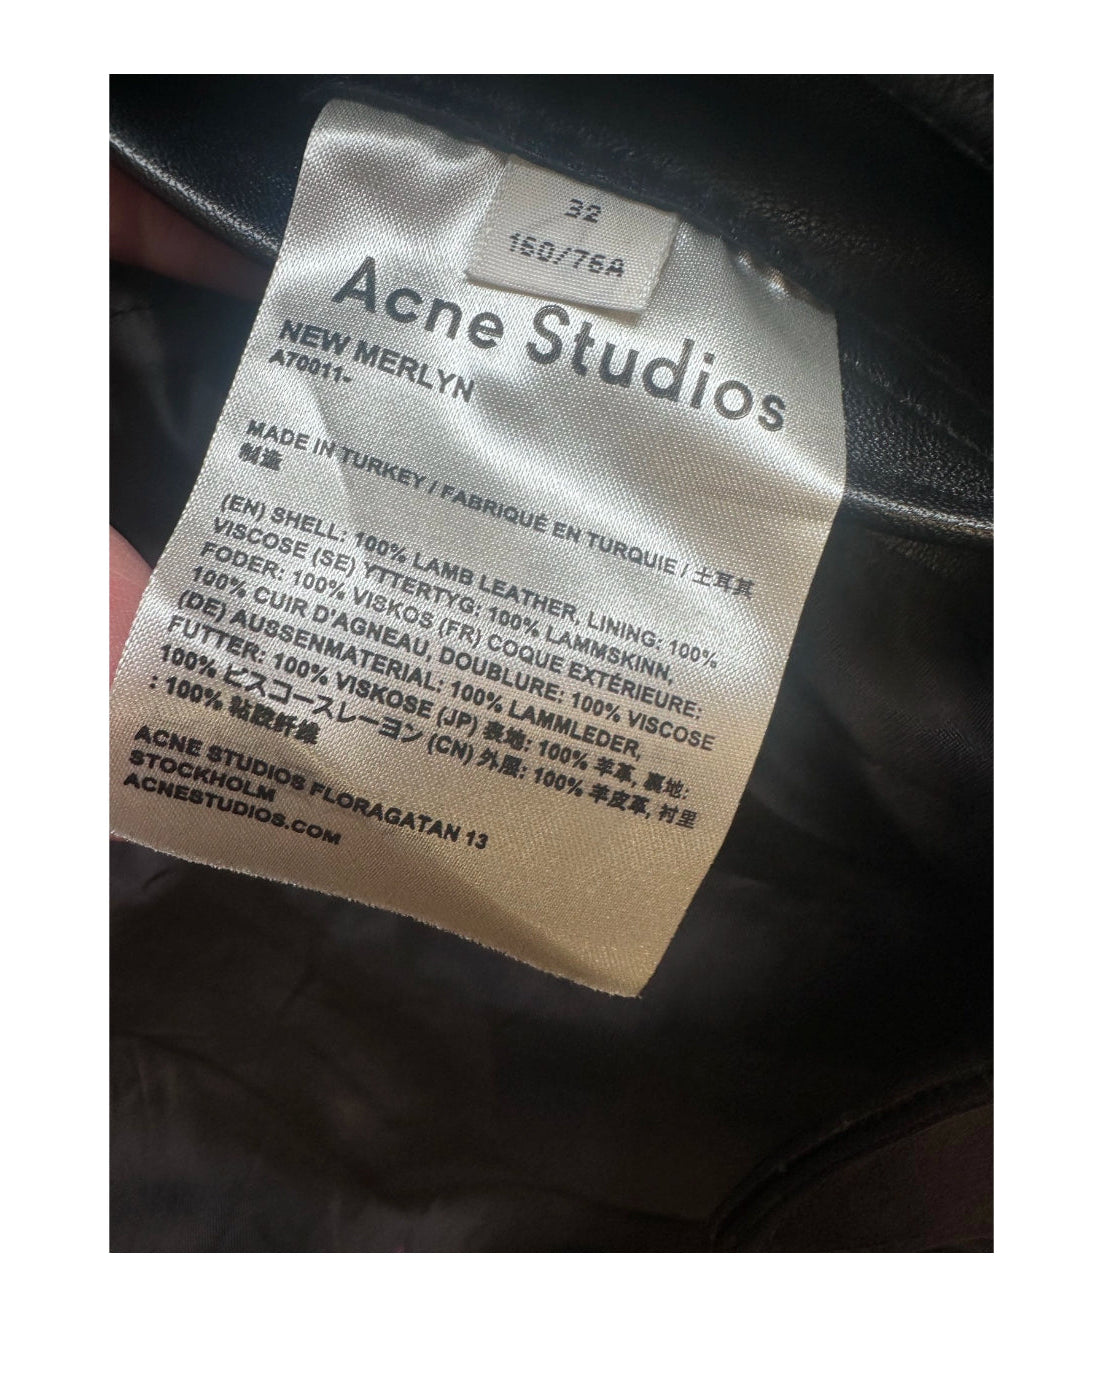 32
160/76A
Acne Studios
NEW MERLYN
A70011-
MADE IN TURKEY / FABRIQUÉ EN TURQUIE / 土耳其
制造
(EN) SHELL: 100% LAMB LEATHER, LINING: 100%
VISCOSE (SE) YTTERTYG: 100% LAMMSKINN,
FODER: 100% VISKOS (FR) COQUE EXTÉRIEURE:
100% CUIR D'AGNEAU, DOUBLURE: 100% VISCOSE
(DE) AUSSENMATERIAL: 100% LAMMLEDER,
FUTTER: 100% VISKOSE (JP)表地: 100% 羊革, 裏地:
100% ビスコースレーヨン (CN) 外層: 100% 羊皮革, 衬里
: 100% 粘胶纤维
ACNE STUDIOS FLORAGATAN 13
STOCKHOLM
ACNESTUDIOS.COM